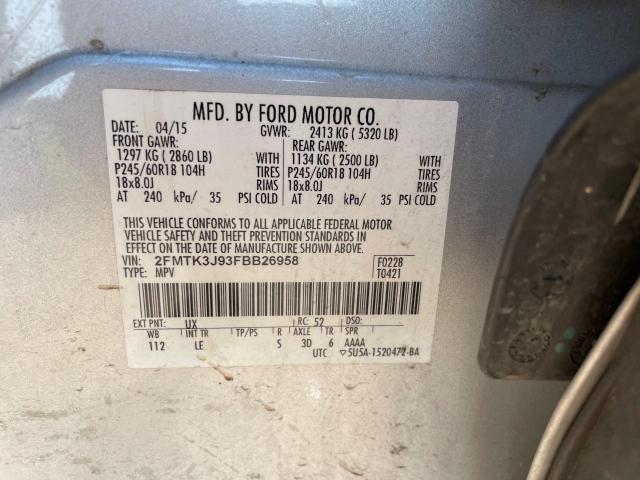 MFD. BY FORD MOTOR CO.
DATE: 04/15 GVWR: 2413 KG ( 5320 LB)
FRONT GAWR: REAR GAWR:
1297 KG ( 2860 LB) WITH 1134 KG ( 2500 LB) WITH
P245/60R18 104H TIRES P245/60R18 104H TIRES
18x8.0J RIMS 18x8.0J RIMS
AT 240 kPa/ 35 PSI COLD AT 240 kPa/ 35 PSI COLD
THIS VEHICLE CONFORMS TO ALL APPLICABLE FEDERAL MOTOR
VEHICLE SAFETY AND THEFT PREVENTION STANDARDS IN
EFFECT ON THE DATE OF MANUFACTURE SHOWN ABOVE.
VIN: 2FMTK3J93FBB26958 F0228
TYPE: MPV T0421
EXT PNT: UX RC: 52 DSO:
WB INT TR TP/PS R AXLE TR SPR
112 LE S 3D 6 AAAA
UTC ▽5U5A-1520472-BA